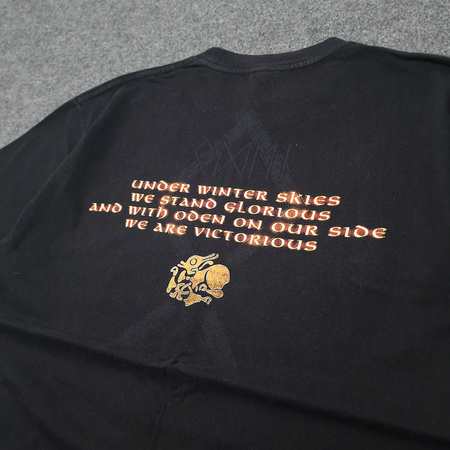 UNDER WINTER SKIES
WE STAND GLORIOUS
AND WITH ODEN ON OUR SIDE
WE ARE VICTORIOUS